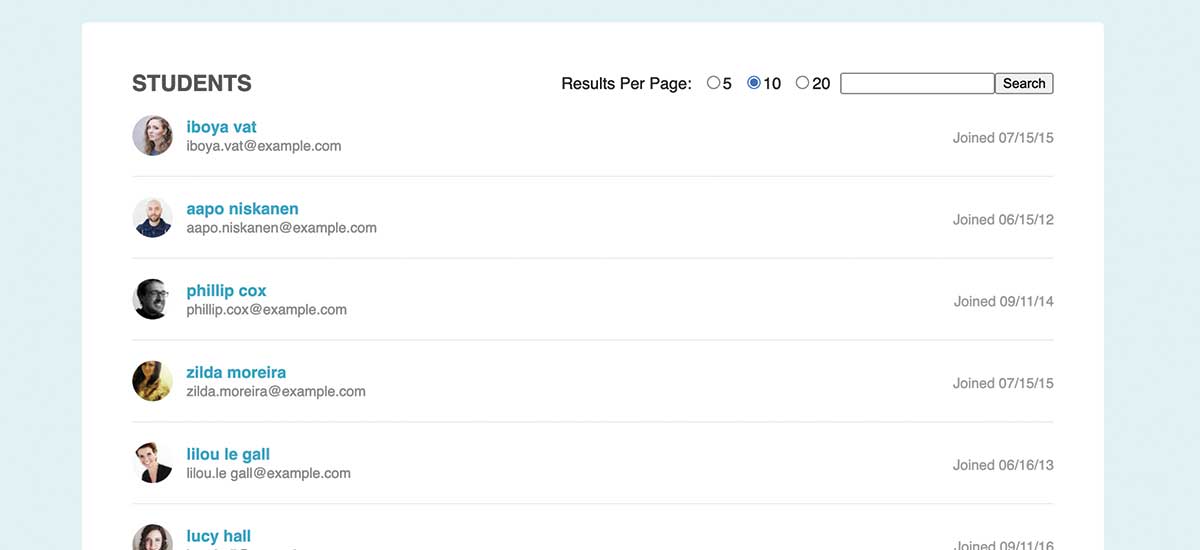 STUDENTS
Results Per Page: 5 10 20 Search
iboya vat
iboya.vat@example.com
Joined 07/15/15
aapo niskanen
aapo.niskanen@example.com
Joined 06/15/12
phillip cox
phillip.cox@example.com
Joined 09/11/14
zilda moreira
zilda.moreira@example.com
Joined 07/15/15
lilou le gall
lilou.le gall@example.com
Joined 06/16/13
lucy hall
Joined 09/11/16